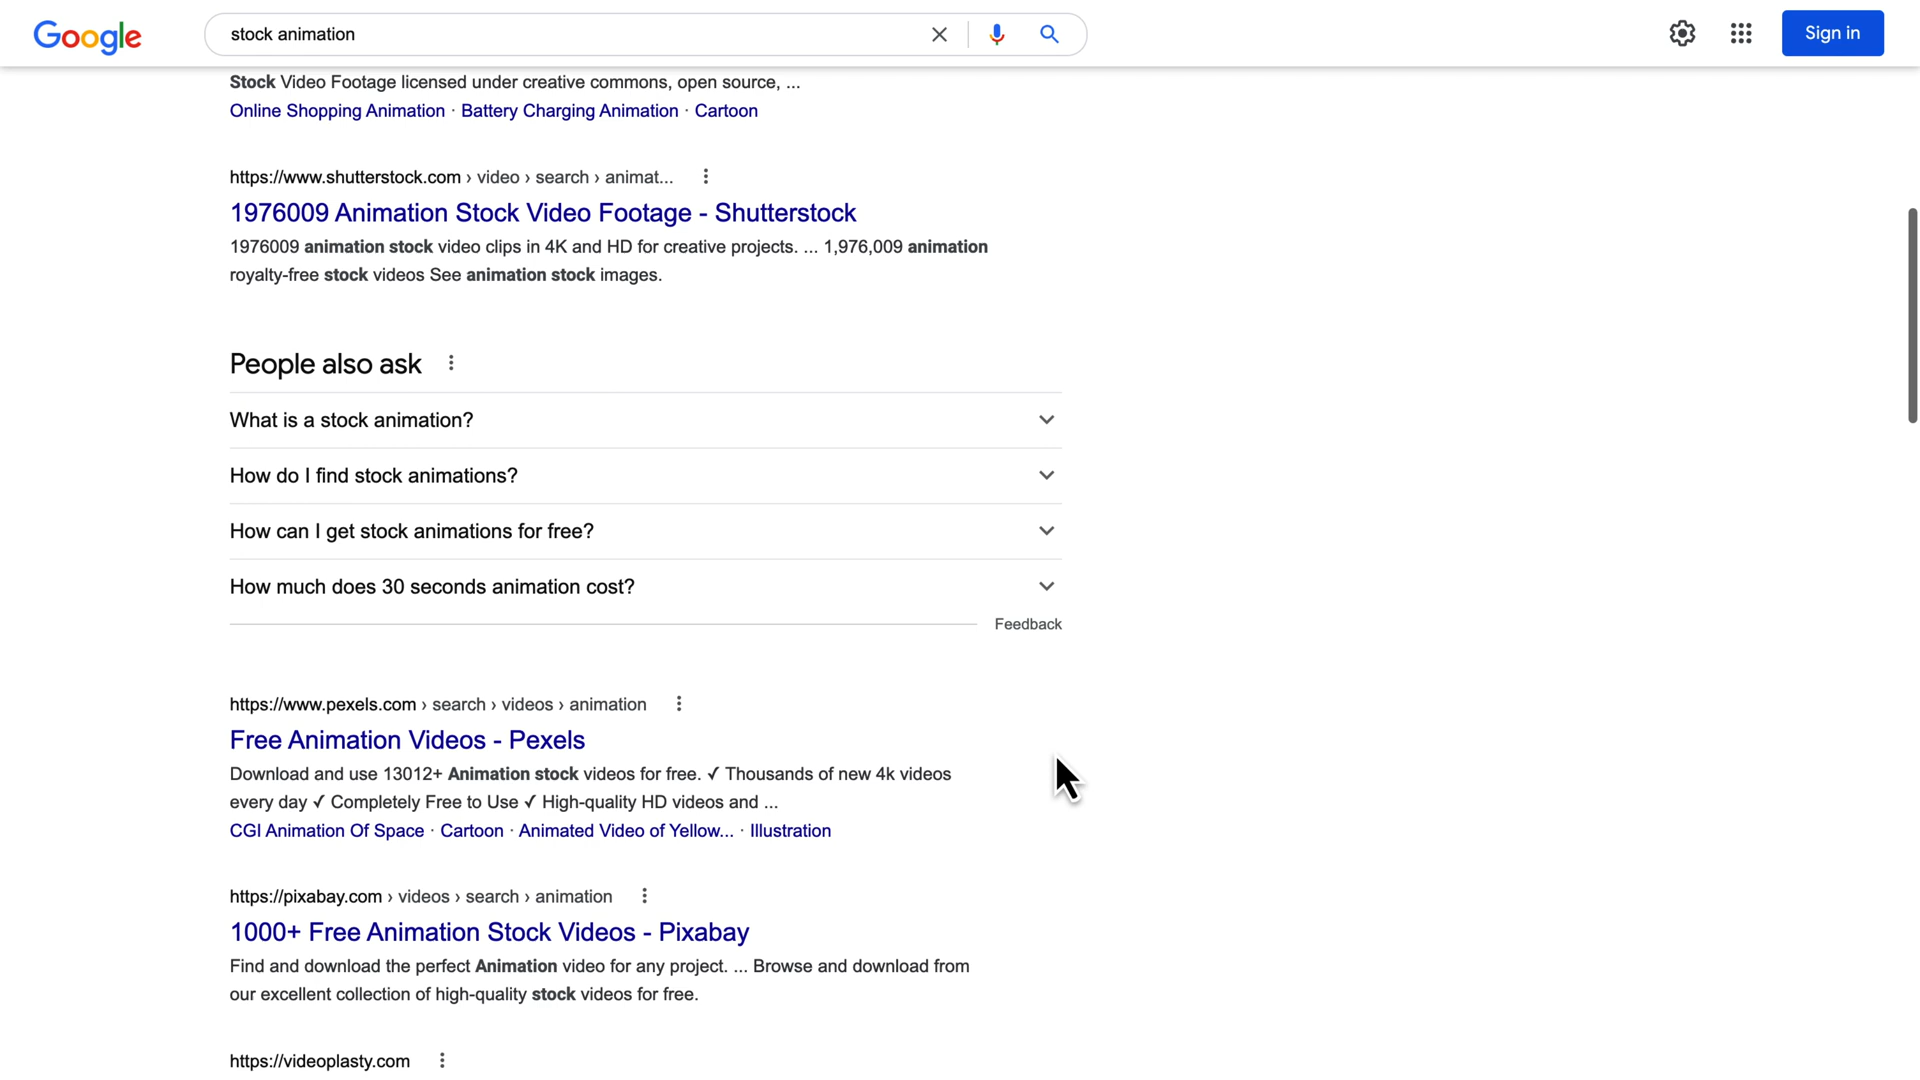 Google
stock animation
Sign in
Stock Video Footage licensed under creative commons, open source, ...
Online Shopping Animation · Battery Charging Animation · Cartoon
https://www.shutterstock.com › video › search › animat...
1976009 Animation Stock Video Footage - Shutterstock
1976009 animation stock video clips in 4K and HD for creative projects. ... 1,976,009 animation
royalty-free stock videos See animation stock images.
People also ask
What is a stock animation?
How do I find stock animations?
How can I get stock animations for free?
How much does 30 seconds animation cost?
Feedback
https://www.pexels.com › search › videos › animation
Free Animation Videos - Pexels
Download and use 13012+ Animation stock videos for free. ✓ Thousands of new 4k videos
every day ✓ Completely Free to Use ✓ High-quality HD videos and ...
CGI Animation Of Space · Cartoon · Animated Video of Yellow... · Illustration
https://pixabay.com › videos › search › animation
1000+ Free Animation Stock Videos - Pixabay
Find and download the perfect Animation video for any project. ... Browse and download from
our excellent collection of high-quality stock videos for free.
https://videoplasty.com